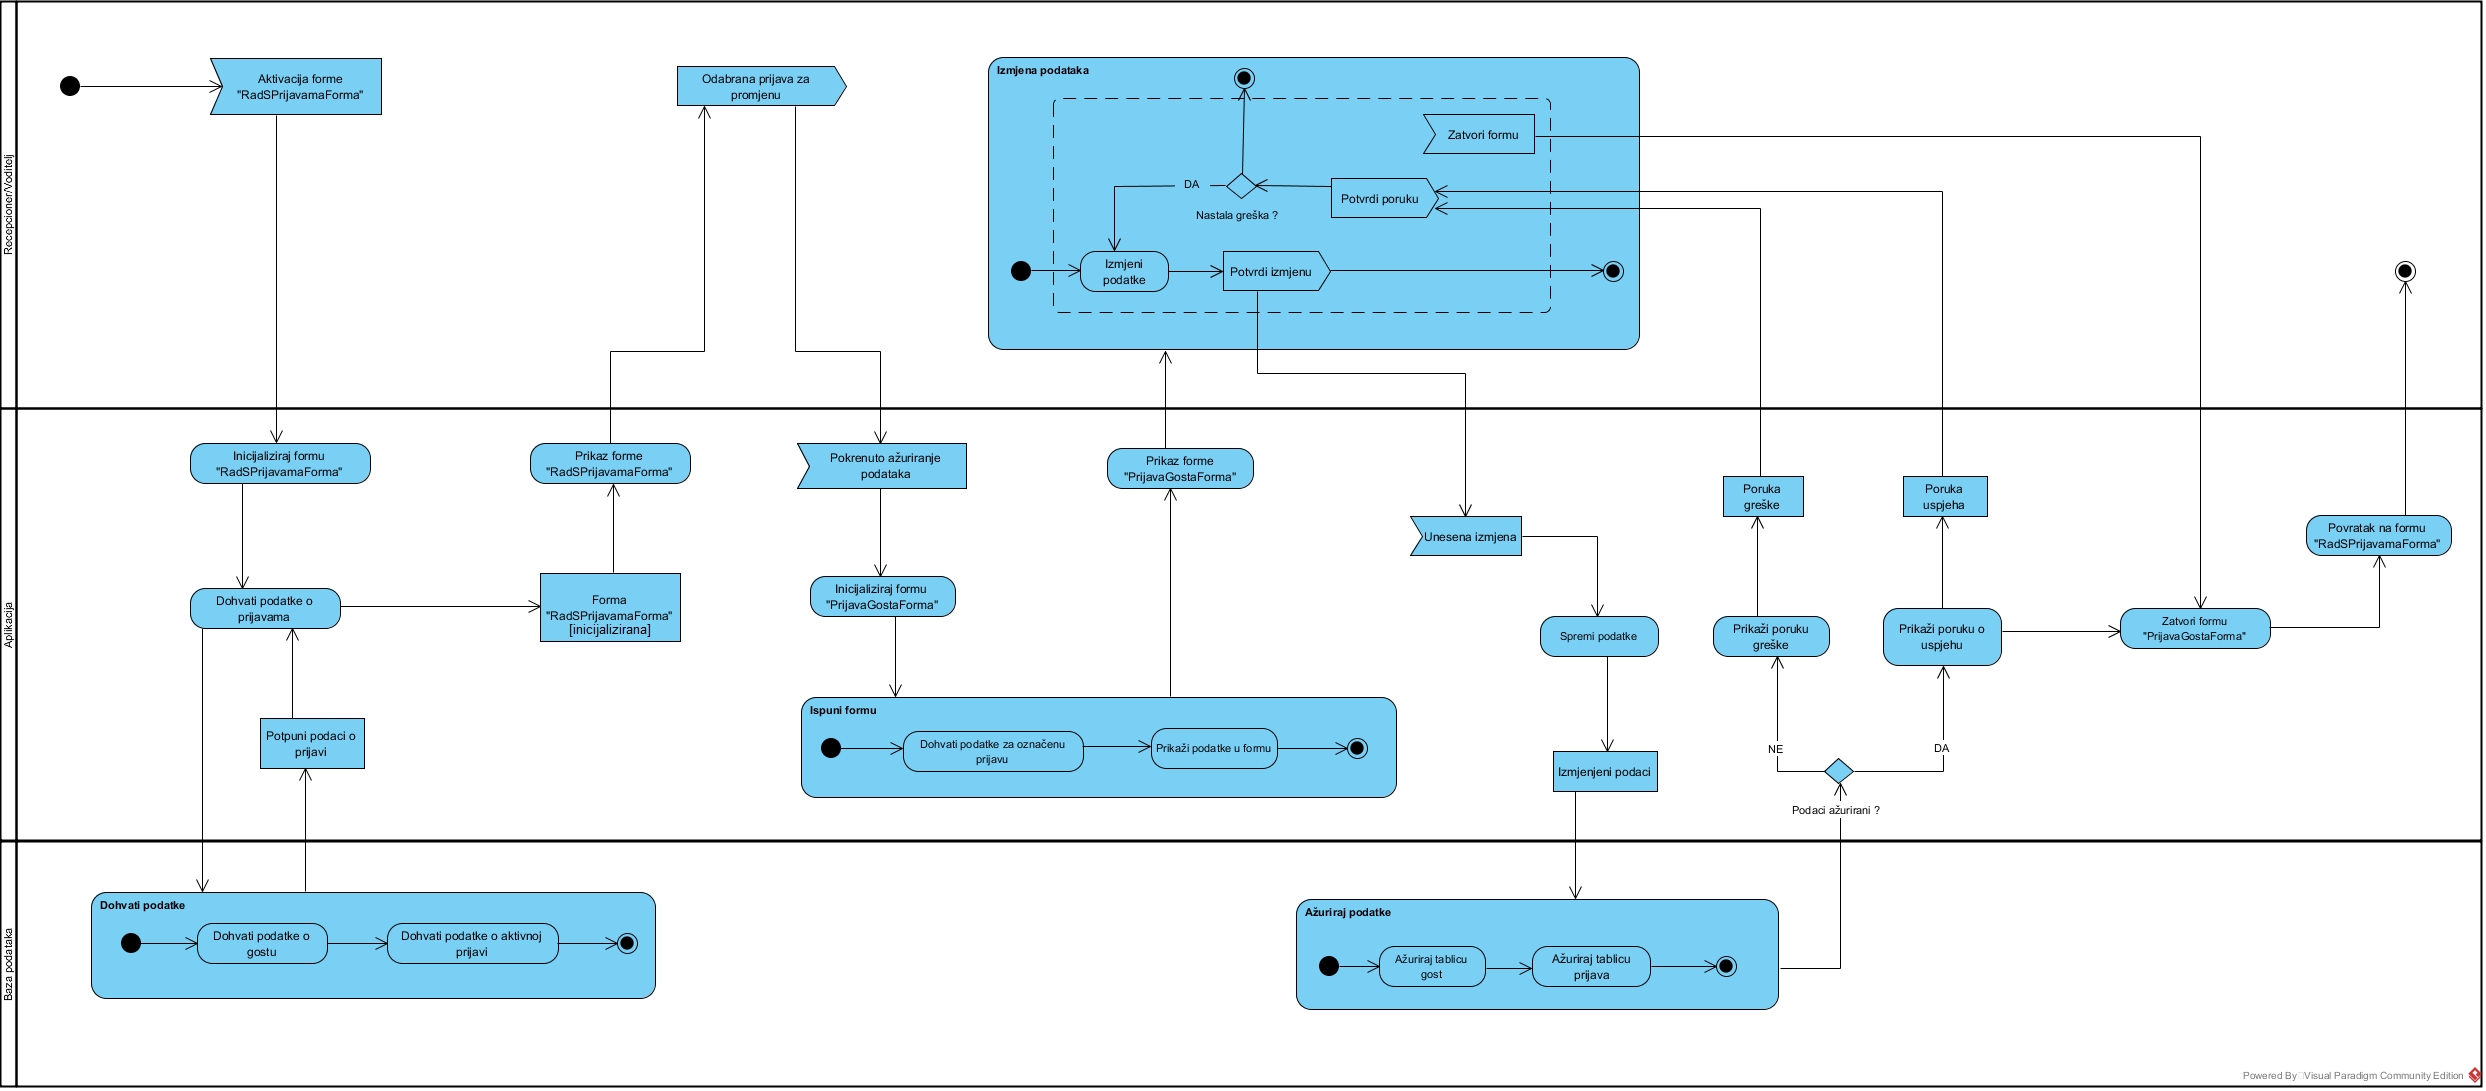 Recepcioner/Voditelj
Aktivacija forme
"RadSPrijavamaForma"
Odabrana prijava za
promjenu
Izmjena podataka
Zatvori formu
DA
Potvrdi poruku
Nastala greška ?
Izmjeni
podatke
Potvrdi izmjenu
Aplikacija
Inicijaliziraj formu
"RadSPrijavamaForma"
Prikaz forme
"RadSPrijavamaForma"
Pokrenuto ažuriranje
podataka
Prikaz forme
"PrijavaGostaForma"
Poruka
greške
Poruka
uspjeha
Unesena izmjena
Povratak na formu
"RadSPrijavamaForma"
Dohvati podatke o
prijavama
Forma
"RadSPrijavamaForma"
[inicijalizirana]
Inicijaliziraj formu
"PrijavaGostaForma"
Spremi podatke
Prikaži poruku
greške
Prikaži poruku o
uspjehu
Zatvori formu
"PrijavaGostaForma"
Potpuni podaci o
prijavi
Ispuni formu
Dohvati podatke za označenu
prijavu
Prikaži podatke u formu
Izmjenjeni podaci
NE
DA
Podaci ažurirani ?
Baza podataka
Dohvati podatke
Dohvati podatke o
gostu
Dohvati podatke o aktivnoj
prijavi
Ažuriraj podatke
Ažuriraj tablicu
gost
Ažuriraj tablicu
prijava
Powered By Visual Paradigm Community Edition